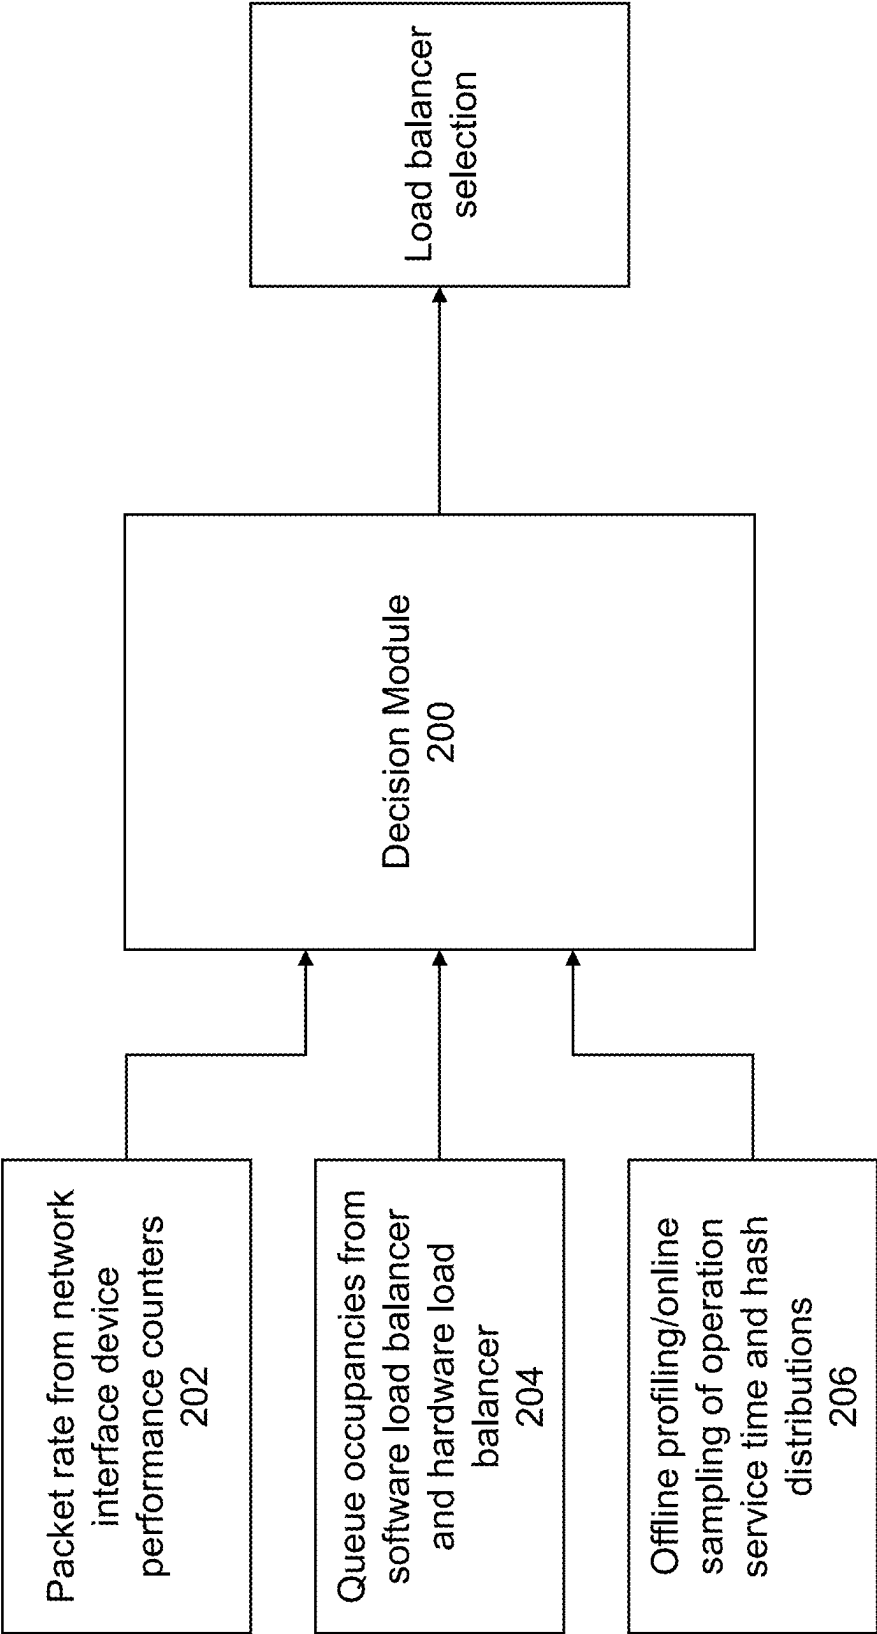 Packet rate from network
interface device
performance counters
202
Queue occupancies from
software load balancer
and hardware load
balancer
204
Offline profiling/online
sampling of operation
service time and hash
distributions
206
Decision Module
200
Load balancer
selection